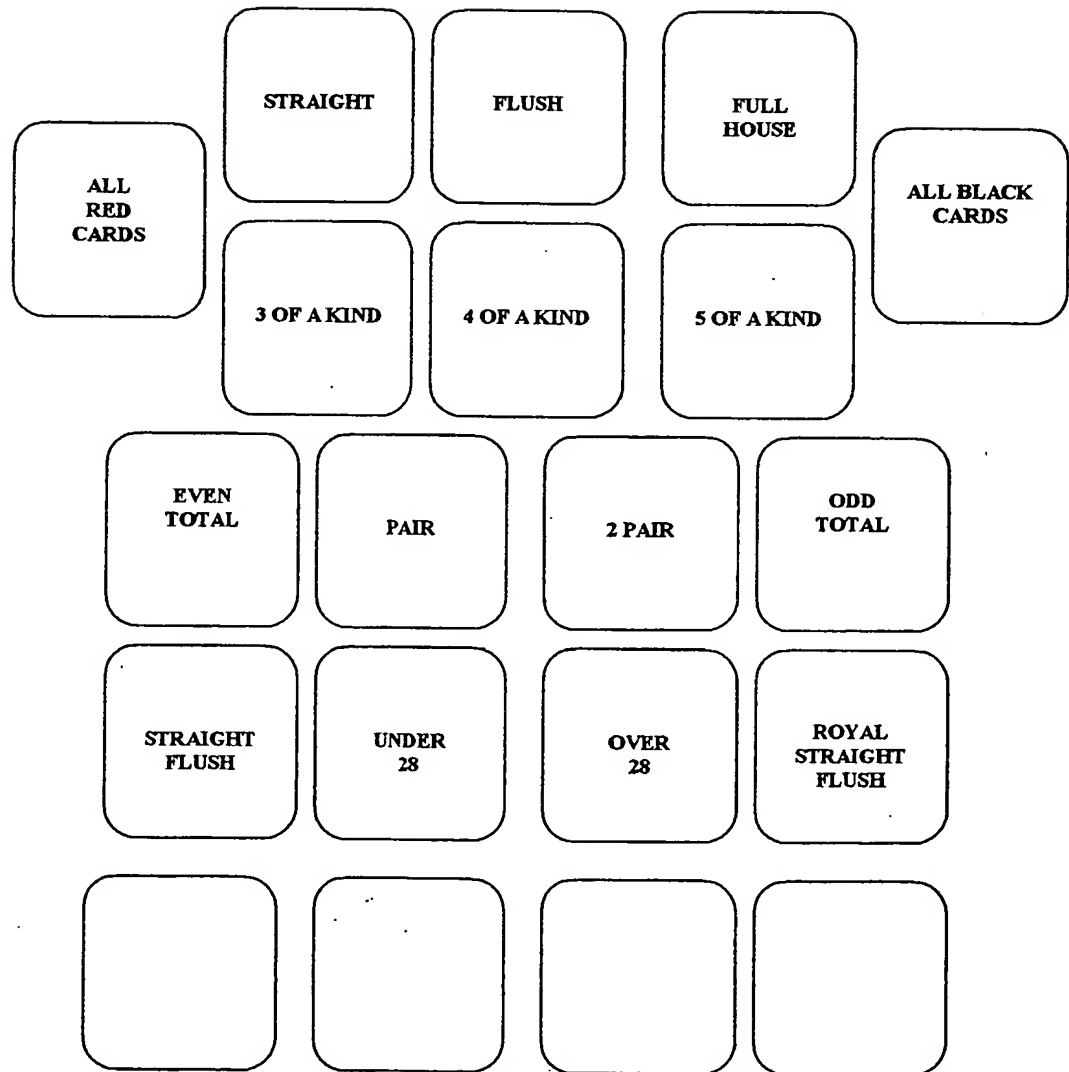 STRAIGHT
FLUSH
FULL
HOUSE
ALL
RED
CARDS
ALL BLACK
CARDS
3 OF A KIND
4 OF A KIND
5 OF A KIND
EVEN
TOTAL
PAIR
2 PAIR
ODD
TOTAL
STRAIGHT
FLUSH
UNDER
28
OVER
28
ROYAL
STRAIGHT
FLUSH